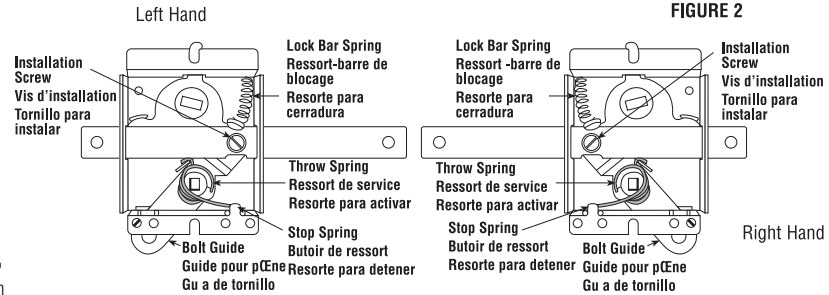 Left Hand
FIGURE 2
Installation
Screw
Vis d'installation
Tornillo para
instalar
Lock Bar Spring
Ressort-barre de
blocage
Resorte para
cerradura
Throw Spring
Ressort de service
Resorte para activar
Stop Spring
Butoir de ressort
Resorte para detener
Bolt Guide
Guide pour pŒne
Gu a de tornillo
Lock Bar Spring
Ressort -barre de
blocage
Resorte para
cerradura
Installation
Screw
Vis d'installation
Tornillo para
instalar
Throw Spring
Ressort de service
Resorte para activar
Stop Spring
Butoir de ressort
Resorte para detener
Bolt Guide
Guide pour pŒne
Gu a de tornillo
Right Hand